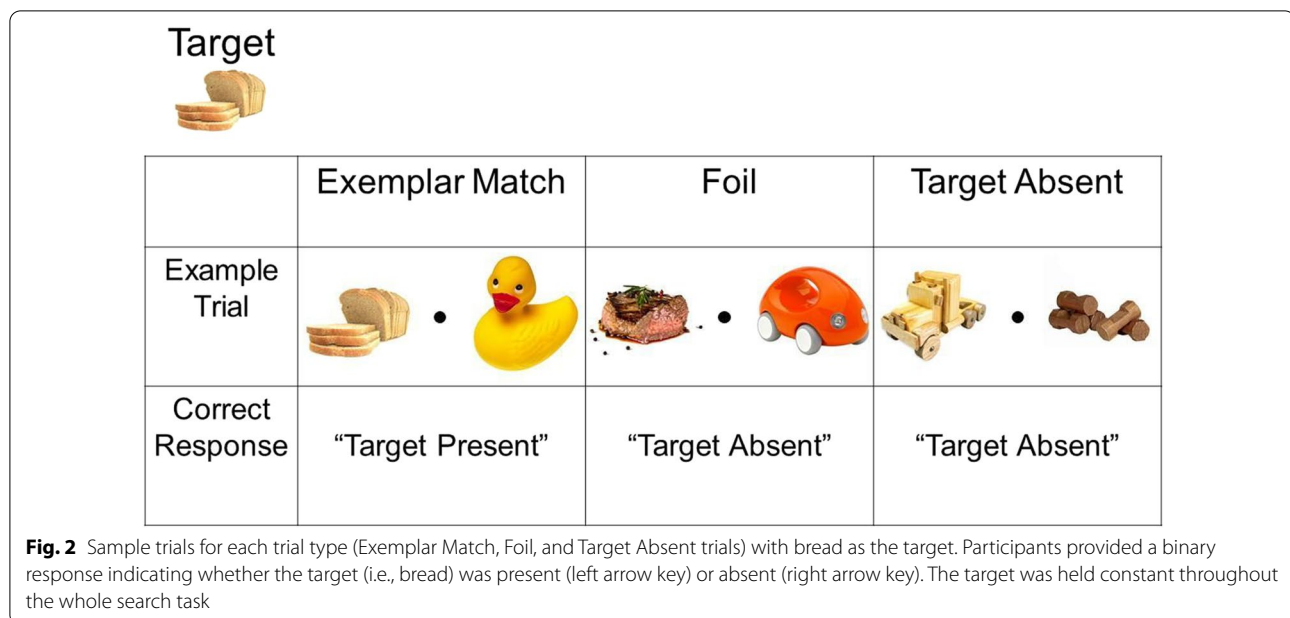 Target
Exemplar Match Foil Target Absent
Example
Trial
Correct
Response "Target Present" "Target Absent" "Target Absent"
Fig. 2 Sample trials for each trial type (Exemplar Match, Foil, and Target Absent trials) with bread as the target. Participants provided a binary
response indicating whether the target (i.e., bread) was present (left arrow key) or absent (right arrow key). The target was held constant throughout
the whole search task